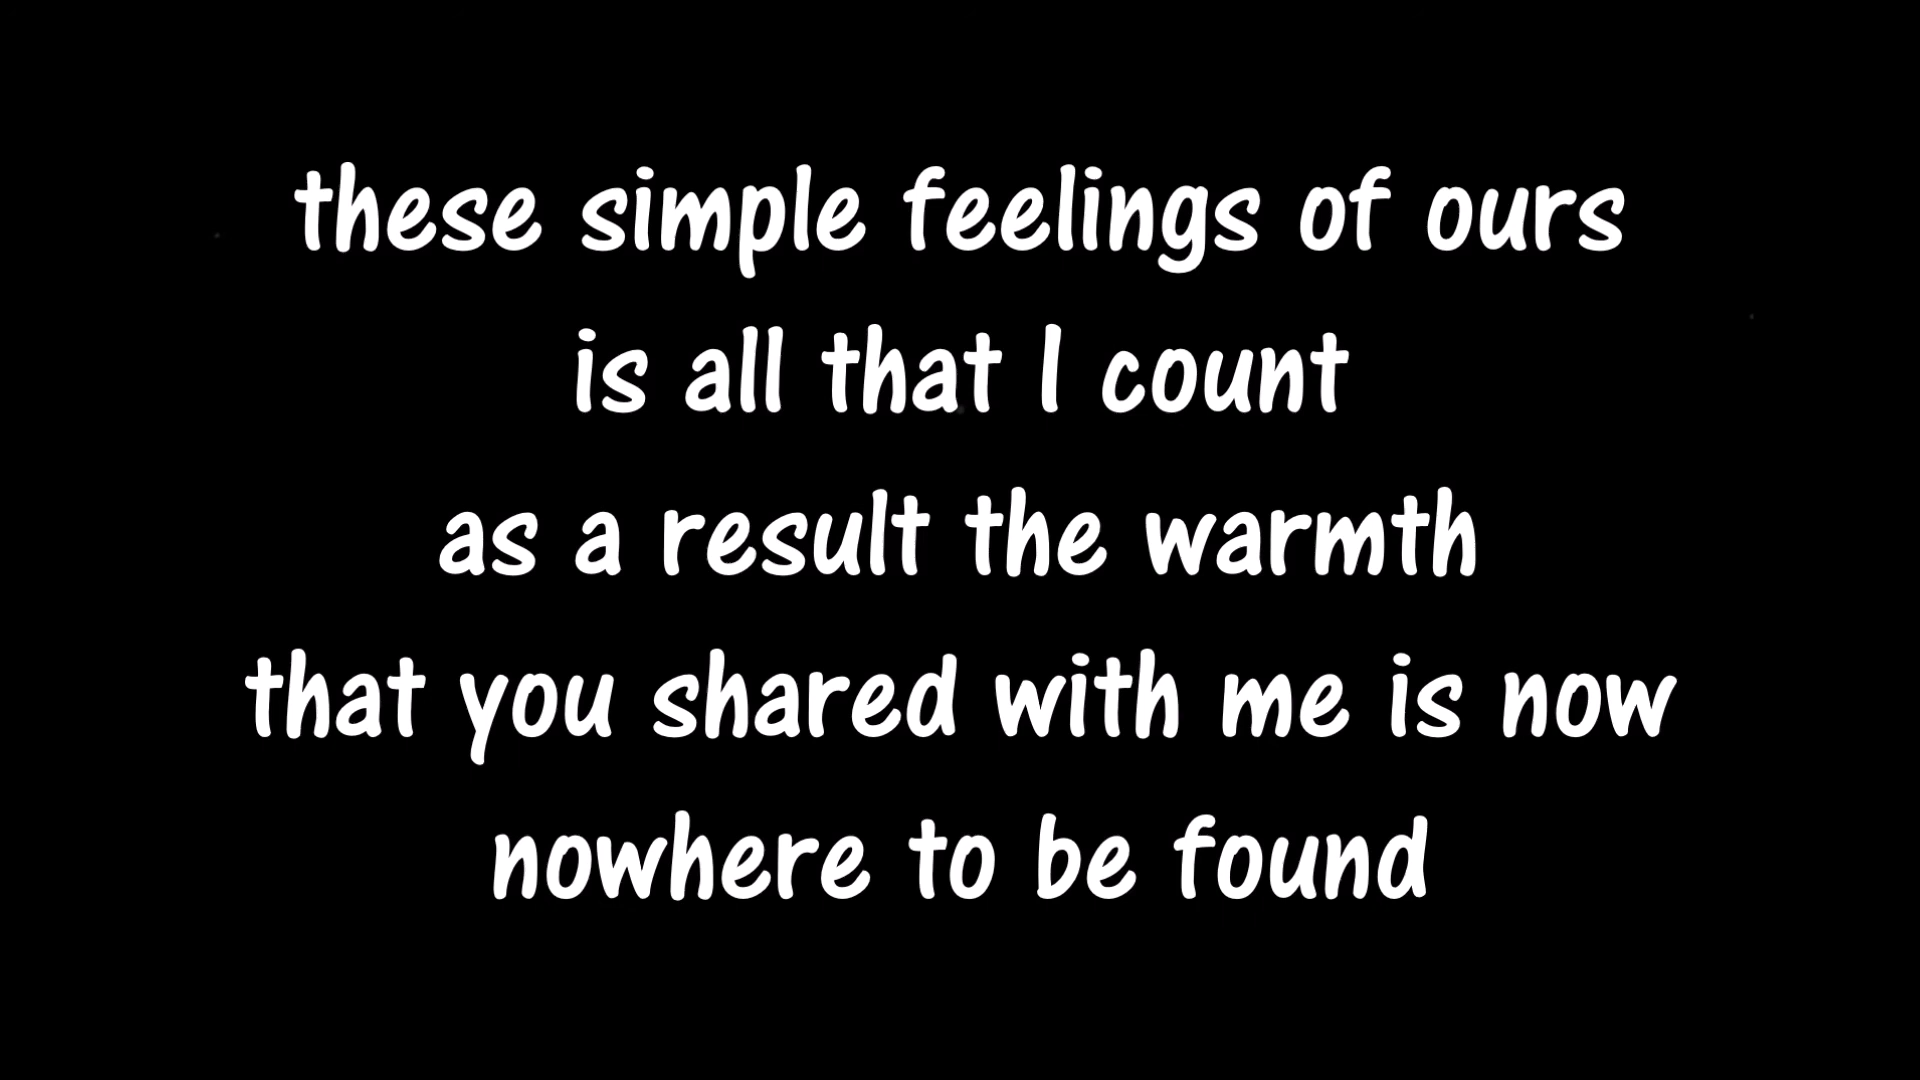 these simple feelings of ours
is all that I count
as a result the warmth
that you shared with me is now
nowhere to be found